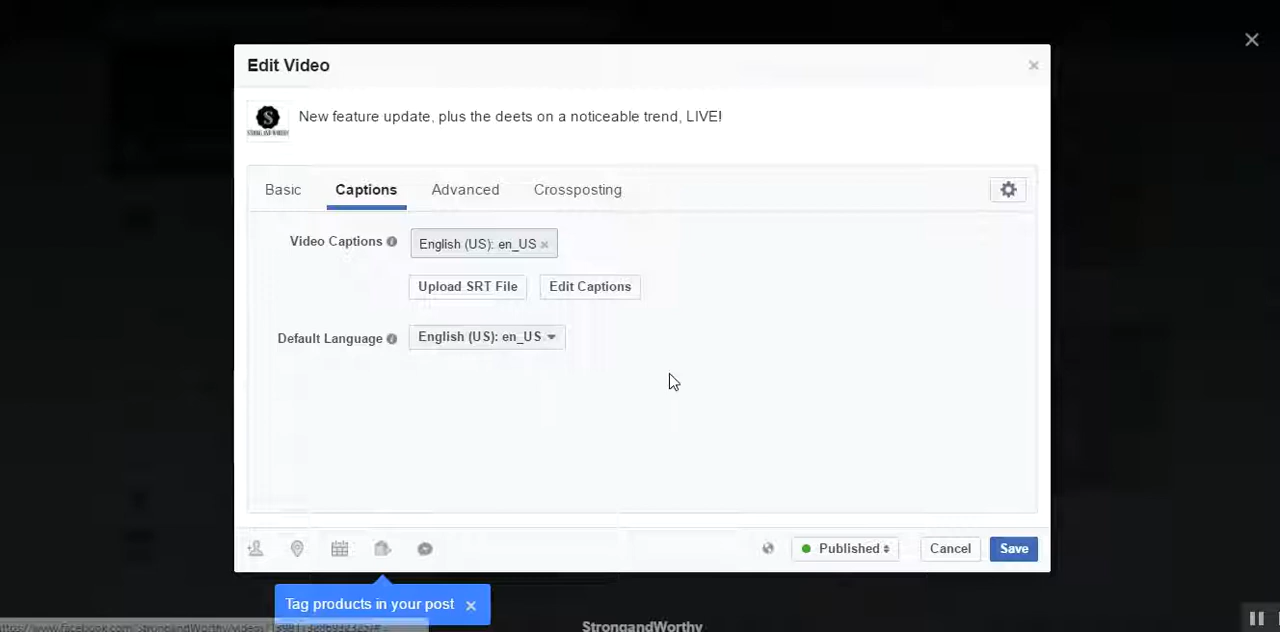 Edit Video
New feature update, plus the deets on a noticeable trend, LIVE!
Basic Captions Advanced Crossposting
Video Captions English (US): en_US
Upload SRT File Edit Captions
Default Language English (US): en_US
Published Cancel Save
Tag products in your post
StrongandWorthy